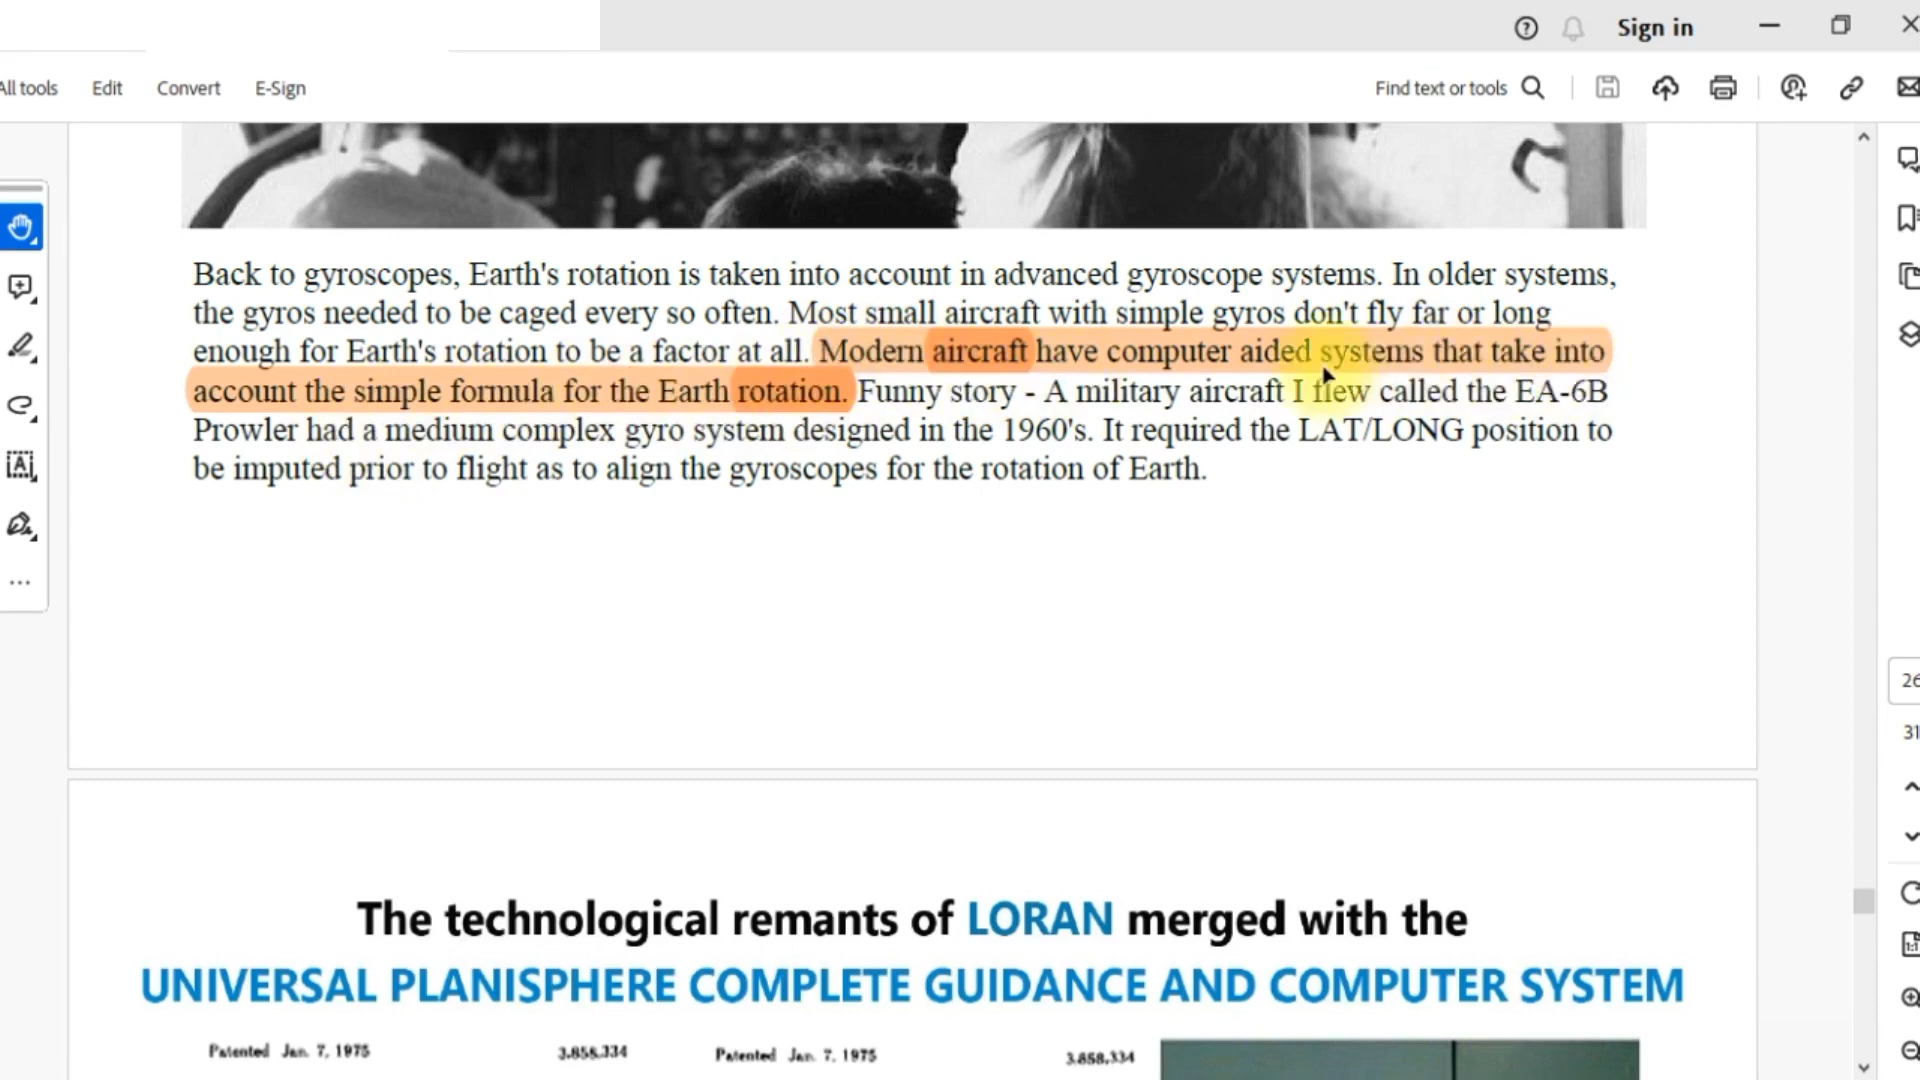 Sign in
All tools Edit Convert E-Sign Find text or tools
Back to gyroscopes, Earth's rotation is taken into account in advanced gyroscope systems. In older systems,
the gyros needed to be caged every so often. Most small aircraft with simple gyros don't fly far or long
enough for Earth's rotation to be a factor at all. Modern aircraft have computer aided systems that take into
account the simple formula for the Earth rotation. Funny story - A military aircraft I flew called the EA-6B
Prowler had a medium complex gyro system designed in the 1960's. It required the LAT/LONG position to
be imputed prior to flight as to align the gyroscopes for the rotation of Earth.
The technological remants of LORAN merged with the
UNIVERSAL PLANISPHERE COMPLETE GUIDANCE AND COMPUTER SYSTEM
Patented Jan. 7, 1975 3,858,334 Patented Jan. 7, 1975 3,858,334